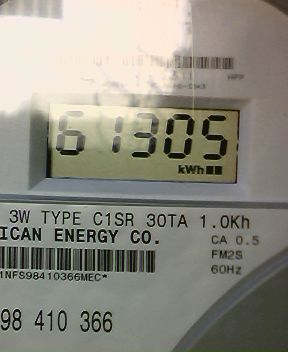 61305
kWh
3W TYPE C1SR 30TA 1.0Kh
ICAN ENERGY CO.
CA 0.5
FM2S
1NFS98410366MEC*
60Hz
98 410 366